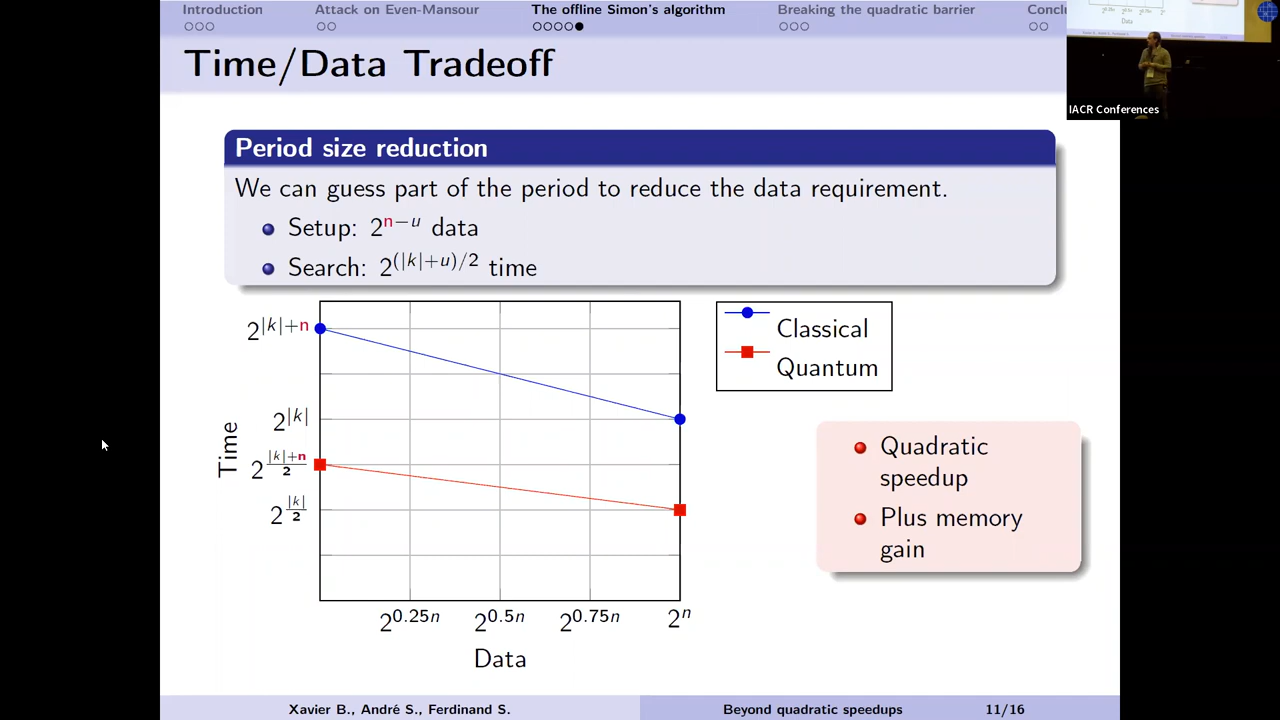 Introduction
Attack on Even-Mansour
The offline Simon's algorithm
Breaking the quadratic barrier
Conclu
Time/Data Tradeoff
IACR Conferences
Period size reduction
We can guess part of the period to reduce the data requirement.
Setup: 2^{n−u} data
Search: 2^{(|k|+u)/2} time
2^{|k|+n}
2^{|k|}
2^{\frac{|k|+n}{2}}
2^{\frac{|k|}{2}}
Time
2^{0.25n} 2^{0.5n} 2^{0.75n} 2^n
Data
Classical
Quantum
Quadratic
speedup
Plus memory
gain
Xavier B., André S., Ferdinand S.
Beyond quadratic speedups
11/16